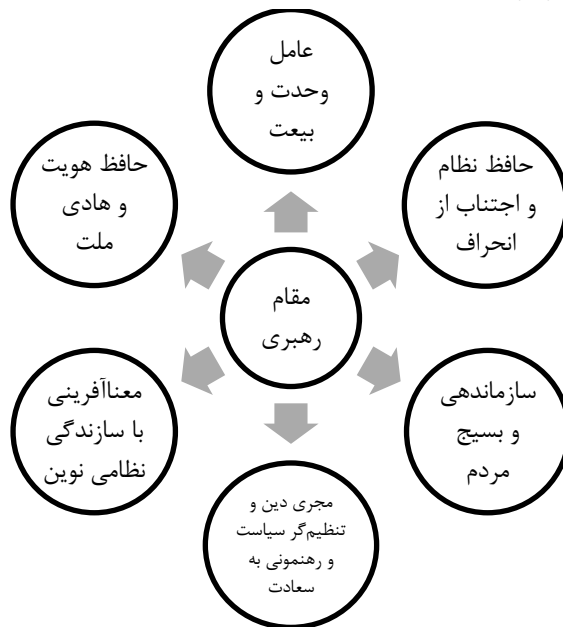 عامل
وحدت و
بیعت
حافظ نظام
و اجتناب از
انحراف
حافظ هویت
و هادی
ملت
مقام
رهبری
سازماندهی
و بسیج
مردم
معناآفرینی
با سازندگی
نظامی نوین
مجری دین و
تنظیم‌گر سیاست
و رهنمونی به
سعادت